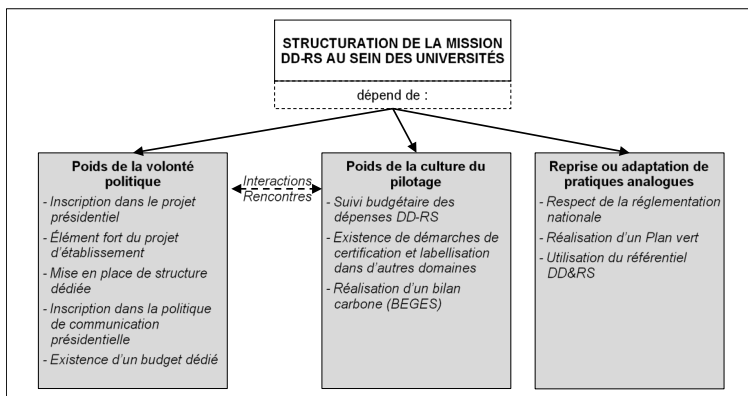 STRUCTURATION DE LA MISSION
DD-RS AU SEIN DES UNIVERSITÉS
dépend de :
Poids de la volonté
politique
- Inscription dans le projet
présidentiel
- Élément fort du projet
d’établissement
- Mise en place de structure
dédiée
- Inscription dans la politique
de communication
présidentielle
- Existence d’un budget dédié
Interactions
Rencontres
Poids de la culture du
pilotage
- Suivi budgétaire des
dépenses DD-RS
- Existence de démarches de
certification et labellisation
dans d’autres domaines
- Réalisation d’un bilan
carbone (BEGES)
Reprise ou adaptation de
pratiques analogues
- Respect de la réglementation
nationale
- Réalisation d’un Plan vert
- Utilisation du référentiel
DD&RS